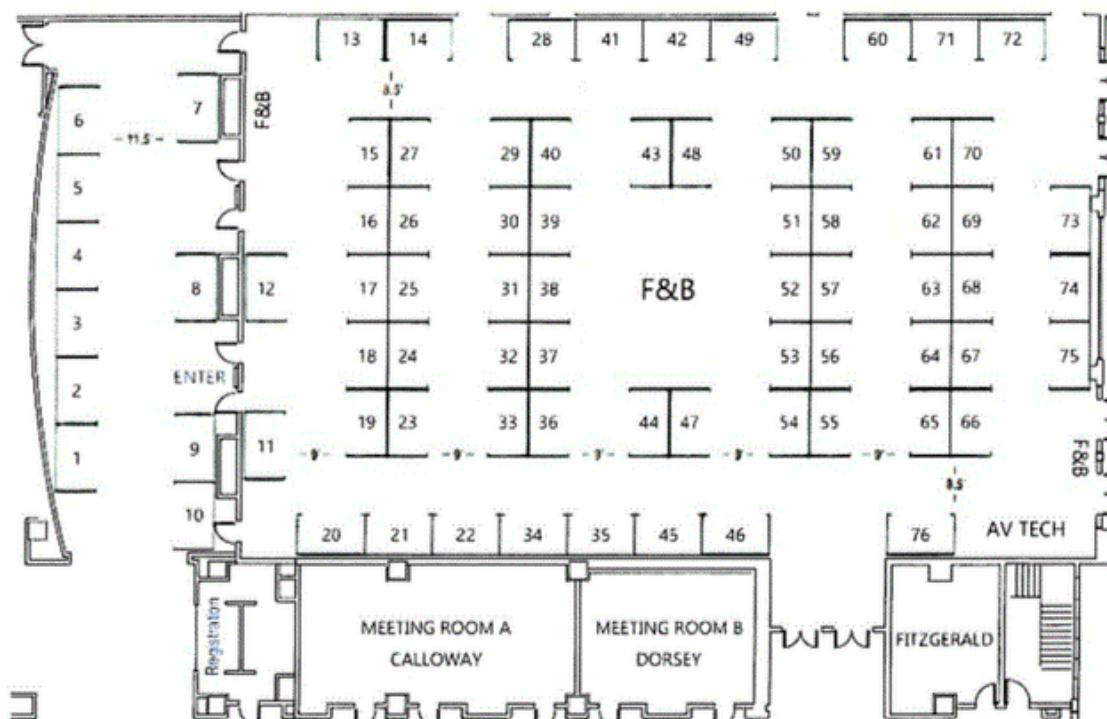 13 14 28 41 42 49 60 71 72
6 7 F&B 8.5'
11.5'
15 27 29 40 43 48 50 59 61 70
5
16 26 30 39 51 58 62 69 73
4
8 12 17 25 31 38 F&B 52 57 63 68 74
3
18 24 32 37 53 56 64 67 75
2 ENTER
19 23 33 36 44 47 54 55 65 66
1 9 11 9' 9' 9' 9' F&B
8.5'
10
20 21 22 34 35 45 46 76 AV TECH
Registration
MEETING ROOM A MEETING ROOM B FITZGERALD
CALLOWAY DORSEY